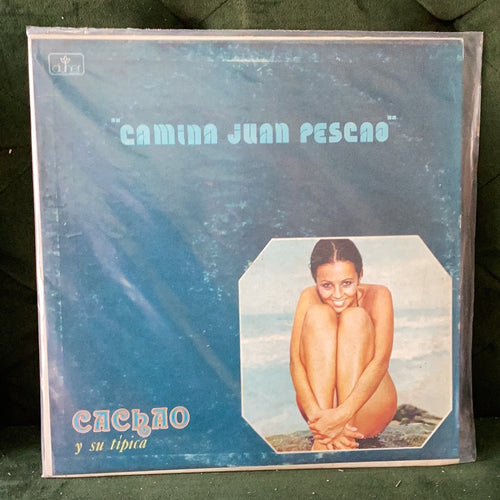 "CAMINA JUAN PESCAO"
CACHAO
y su típica